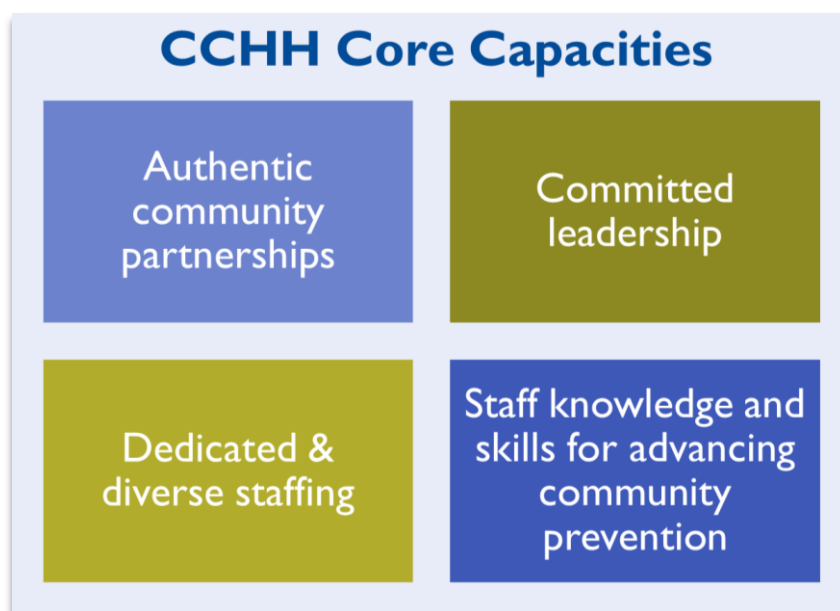 CCHH Core Capacities
Authentic
community
partnerships
Committed
leadership
Dedicated &
diverse staffing
Staff knowledge and
skills for advancing
community
prevention